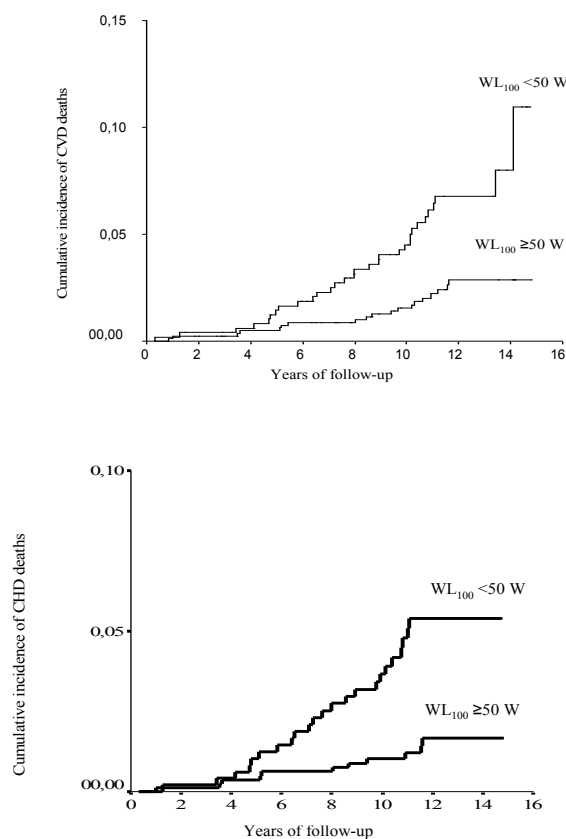 0,15
WL100 <50 W
0,10
Cumulative incidence of CVD deaths
0,05
WL100 ≥50 W
00,00
0 2 4 6 8 10 12 14 16
Years of follow-up
0,10
Cumulative incidence of CHD deaths
WL100 <50 W
0,05
WL100 ≥50 W
00,00
0 2 4 6 8 10 12 14 16
Years of follow-up